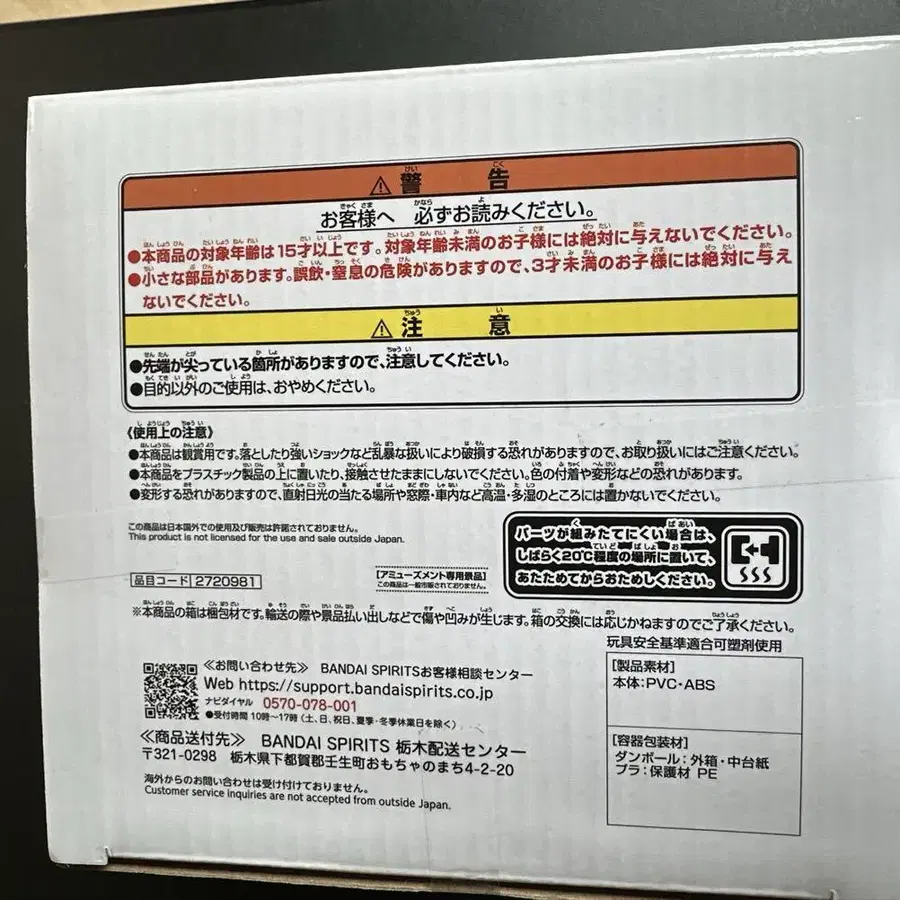 ⚠警告
お客様へ 必ずお読みください。
●本商品の対象年齢は15才以上です。対象年齢未満のお子様には絶対に与えないでください。
●小さな部品があります。誤飲・窒息の危険がありますので、3才未満のお子様には絶対に与え
ないでください。
⚠注意
●先端が尖っている箇所がありますので、注意してください。
●目的以外のご使用は、おやめください。
《使用上の注意》
●本商品は観賞用です。落としたり強いショックなど乱暴な扱いにより破損する恐れがありますので、お取り扱いにはご注意ください。
●本商品をプラスチック製品の上に置いたり、接触させたままにしないでください。色の付着や変形などの恐れがあります。
●変形する恐れがありますので、直射日光の当たる場所や窓際・車内など高温・多湿のところには置かないでください。
この商品は日本国外での使用及び販売は許諾されておりません。
This product is not licensed for the use and sale outside Japan.
パーツが組みたてにくい場合は、
しばらく20℃程度の場所に置いて、
あたためてからおためしください。
品目コード 2720981
【アミューズメント専用景品】
この商品は一般市販されておりません。
※本商品の箱は梱包材です。輸送の際や景品払い出しなどで傷や凹みが生じます。箱の交換には応じかねますのでご了承ください。
玩具安全基準適合可塑剤使用
≪お問い合わせ先≫ BANDAI SPIRITSお客様相談センター
Web https://support.bandaispirits.co.jp
ナビダイヤル 0570-078-001
●受付時間 10時〜17時 (土、日、祝日、夏季・冬季休業日を除く)
≪商品送付先≫ BANDAI SPIRITS 栃木配送センター
〒321-0298 栃木県下都賀郡壬生町おもちゃのまち4-2-20
海外からのお問い合わせは受け付けておりません。
Customer service inquiries are not accepted from outside Japan.
[製品素材]
本体:PVC・ABS
[容器包装材]
ダンボール:外箱・中台紙
プラ:保護材 PE